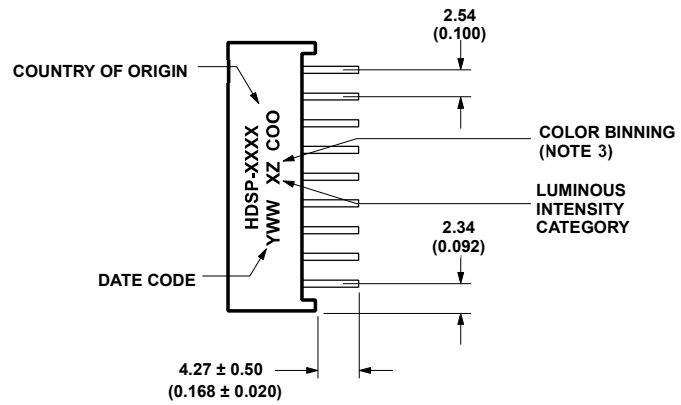 2.54
(0.100)
COUNTRY OF ORIGIN
HDSP-XXXX
YWW XZ COO
COLOR BINNING
(NOTE 3)
LUMINOUS
INTENSITY
CATEGORY
2.34
(0.092)
DATE CODE
4.27 ± 0.50
(0.168 ± 0.020)